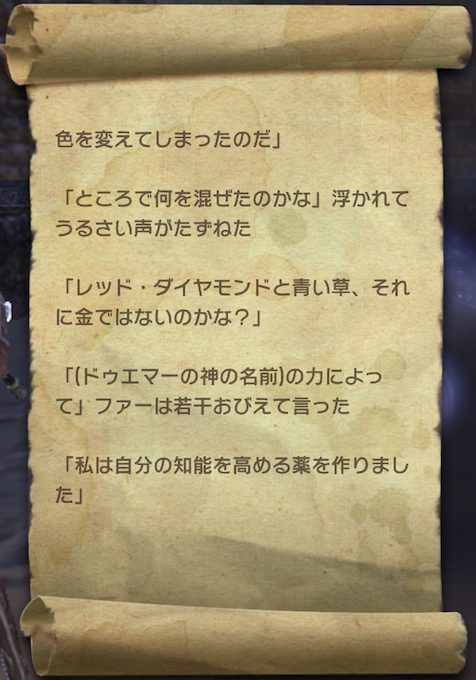 色を変えてしまったのだ」
「ところで何を混ぜたのかな」浮かれて
うるさい声がたずねた
「レッド・ダイヤモンドと青い草、それ
に金ではないのかな？」
「(ドゥエマーの神の名前)の力によっ
て」ファーは若干おびえて言った
「私は自分の知能を高める薬を作りまし
た」